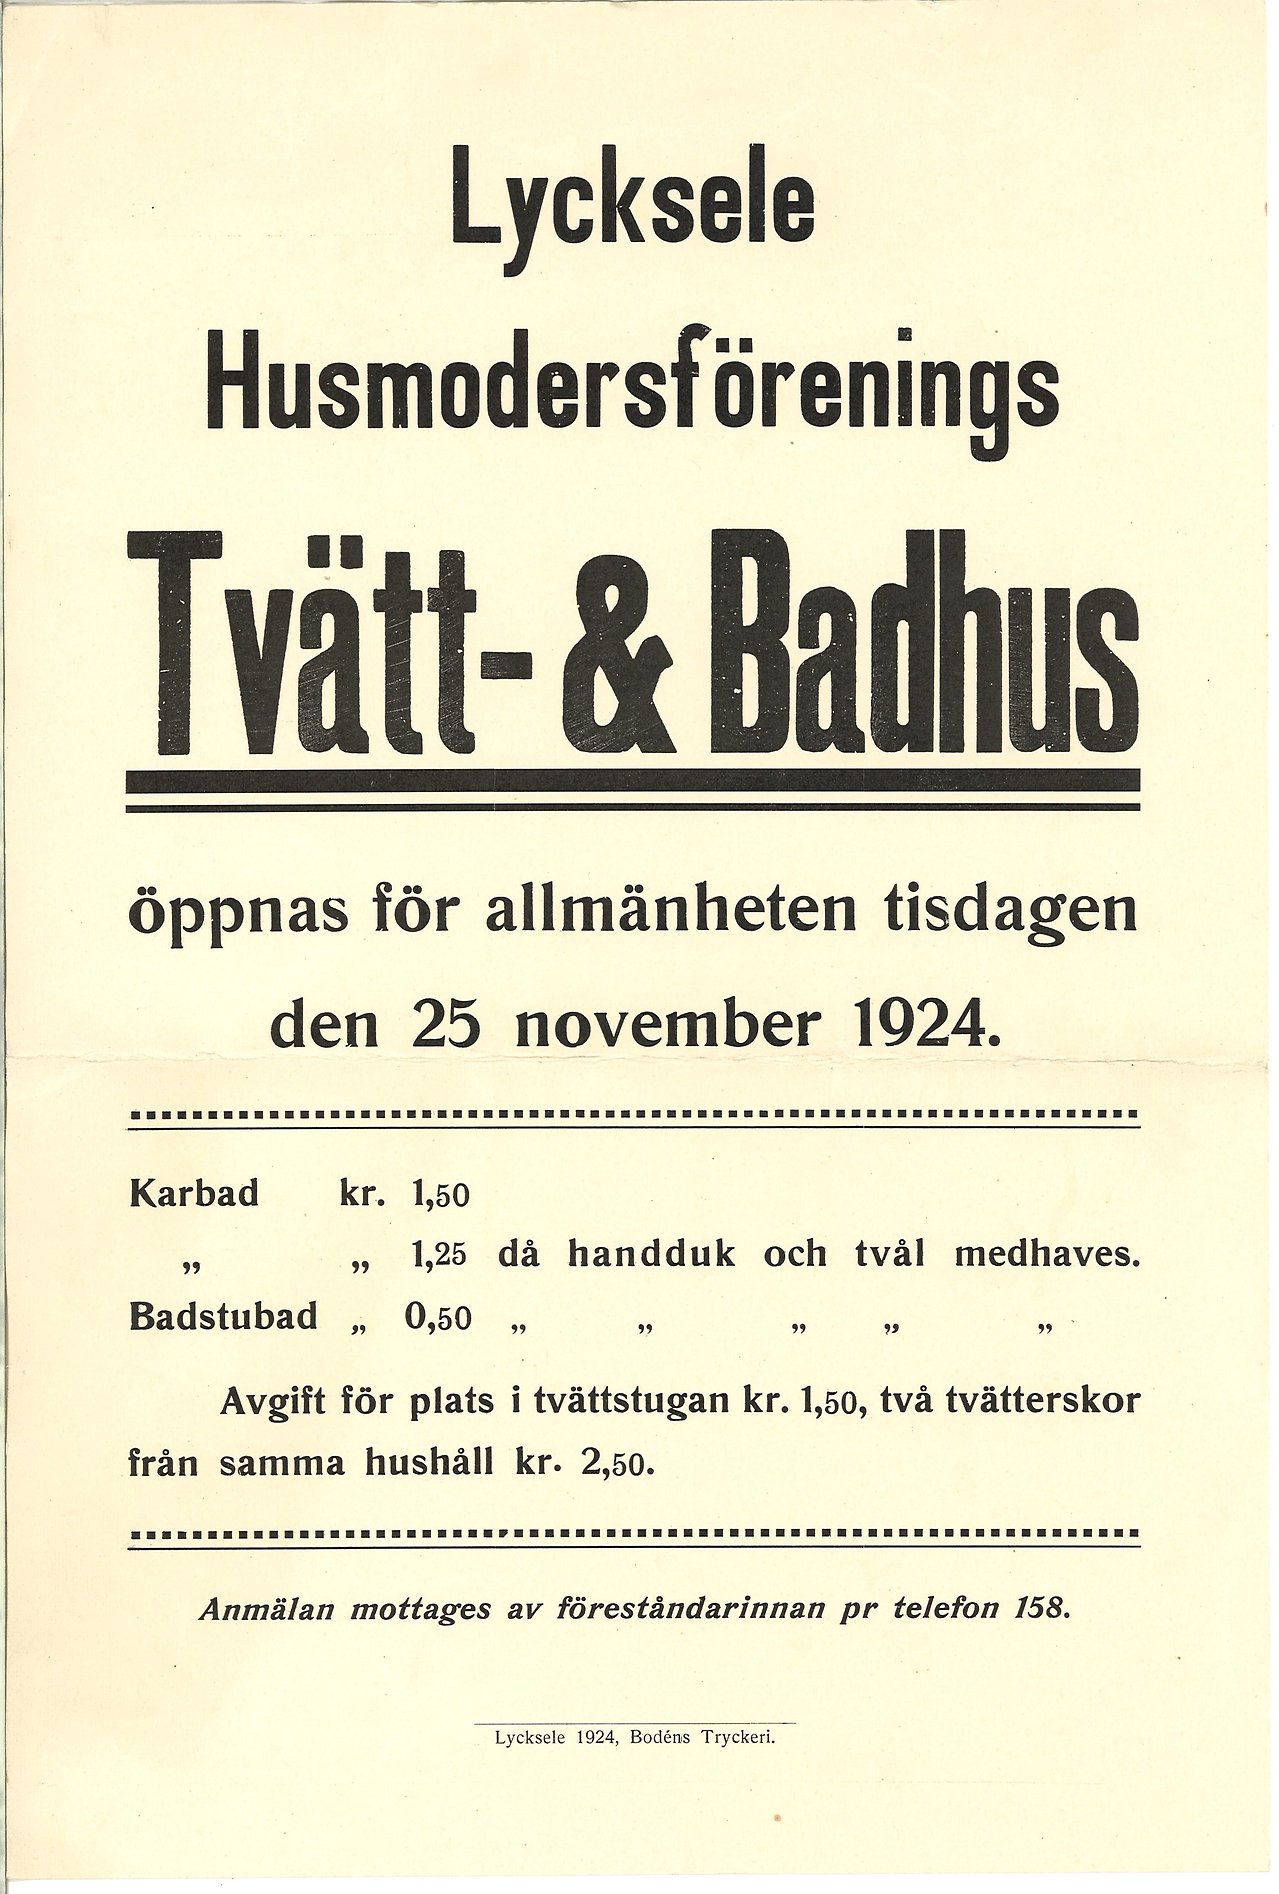 Lycksele
Husmodersförenings
Tvätt- & Badhus
öppnas för allmänheten tisdagen
den 25 november 1924.
Karbad kr. 1,50
„ „ 1,25 då handduk och tvål medhaves.
Badstubad „ 0,50 „ „ „ „ „
Avgift för plats i tvättstugan kr. 1,50, två tvätterskor
från samma hushåll kr. 2,50.
Anmälan mottages av föreståndarinnan pr telefon 158.
Lycksele 1924, Bodéns Tryckeri.